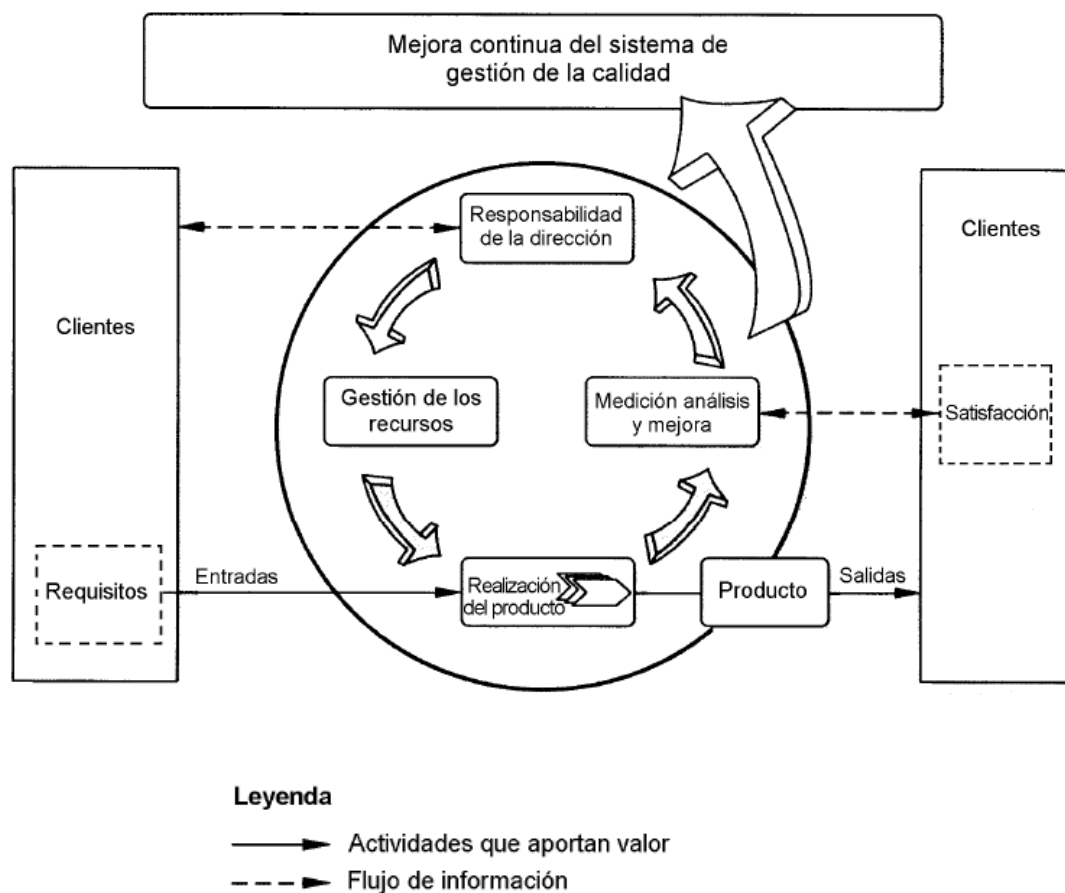 Mejora continua del sistema de
gestión de la calidad
Responsabilidad
de la dirección
Clientes
Clientes
Gestión de los
recursos
Medición análisis
y mejora
Satisfacción
Requisitos
Entradas
Realización
del producto
Producto
Salidas
Leyenda
Actividades que aportan valor
Flujo de información